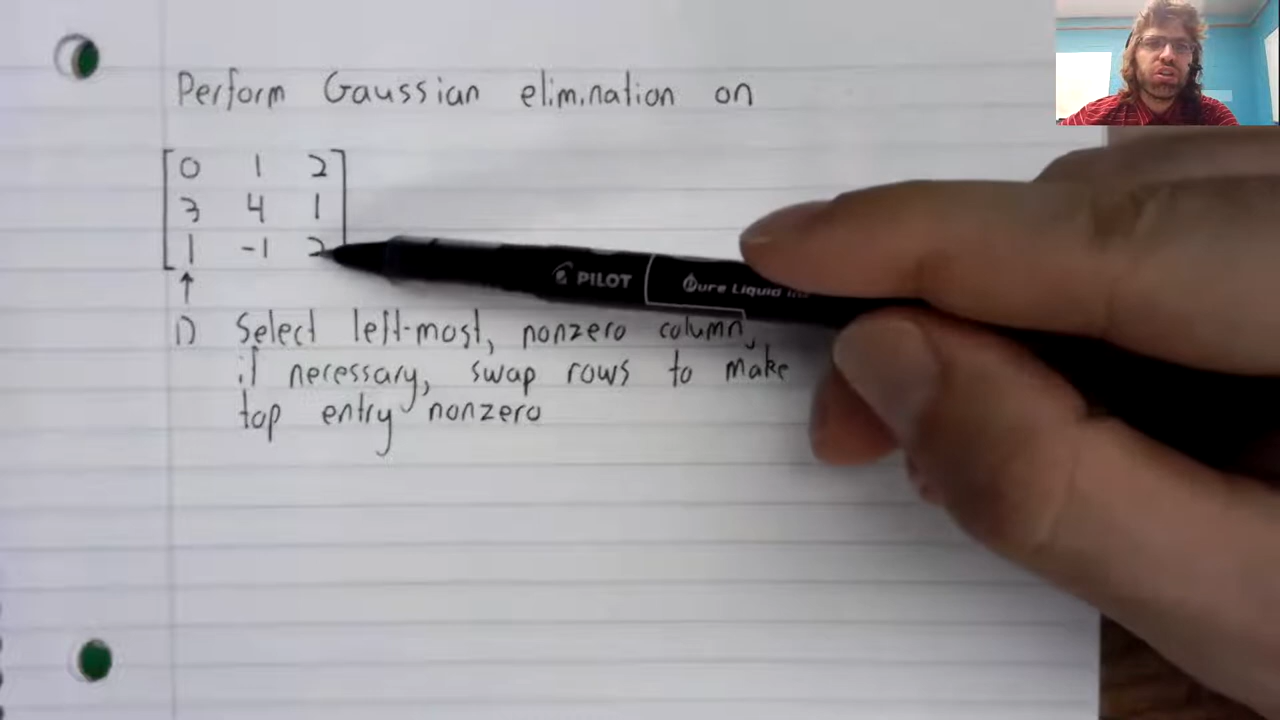 Perform Gaussian elimination on
0 1 2
3 4 1
1 -1 2
PILOT
1) Select left-most, nonzero column,
if necessary, swap rows to make
top entry nonzero